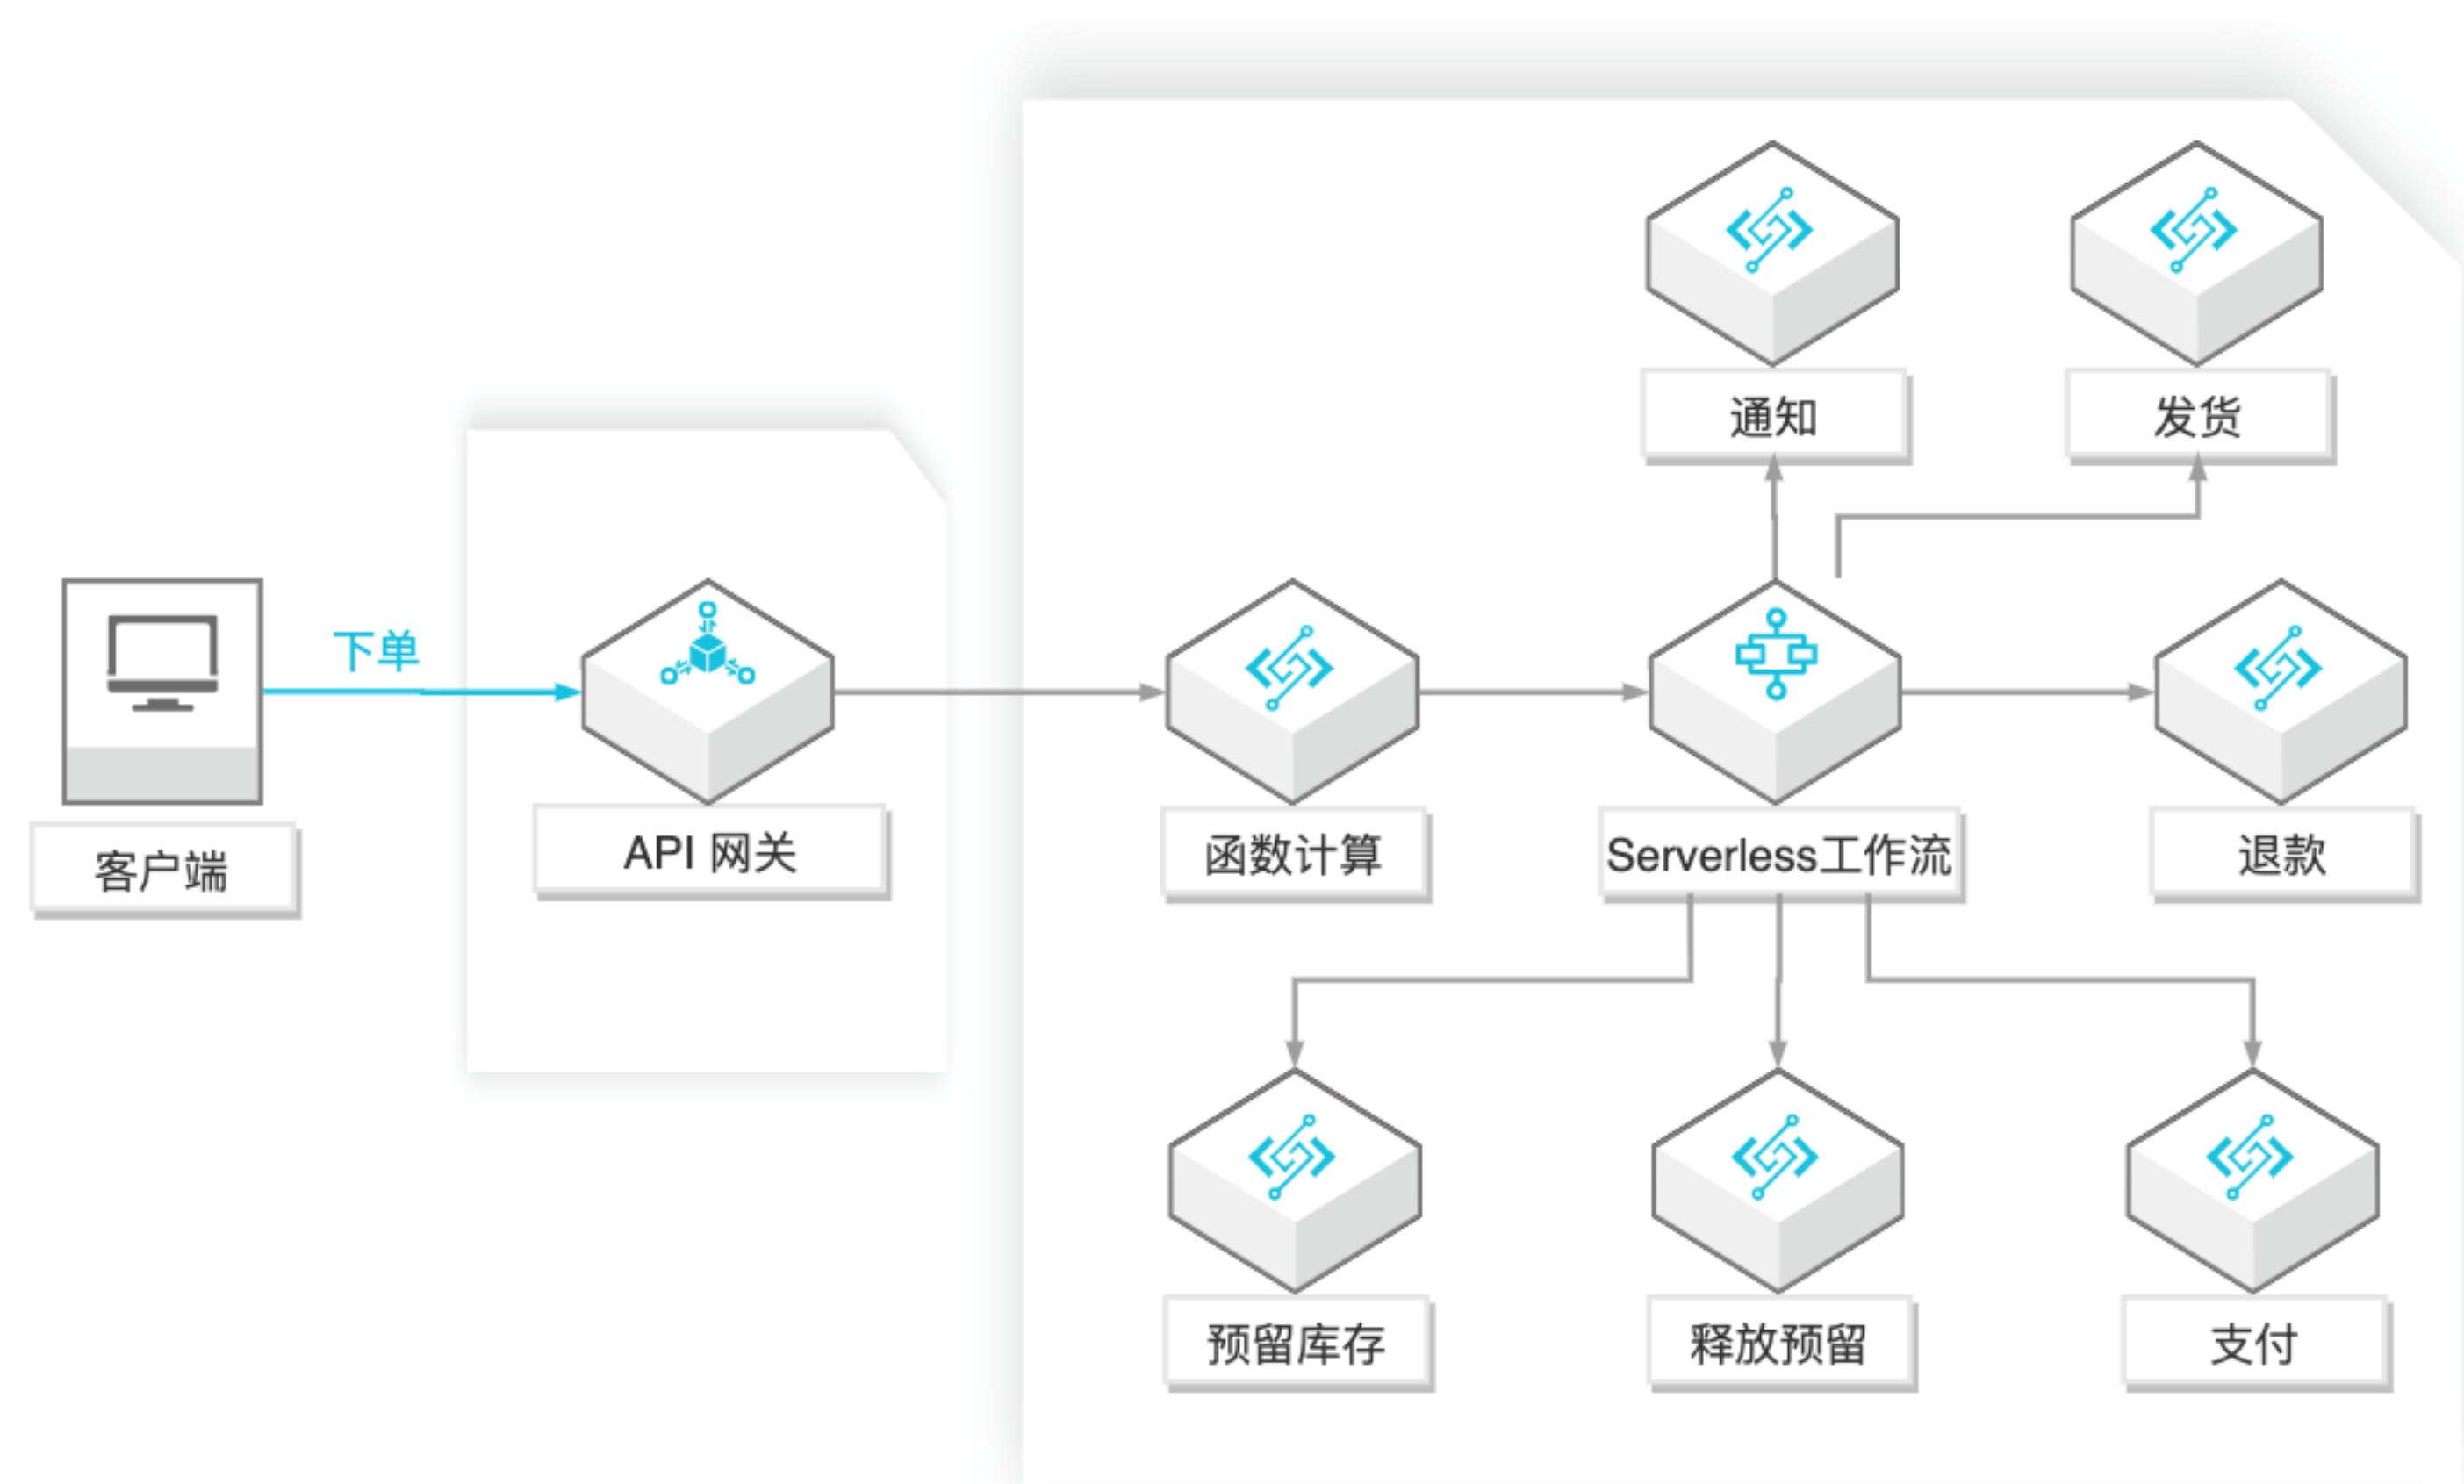 通知
发货
下单
客户端
API 网关
函数计算
Serverless工作流
退款
预留库存
释放预留
支付